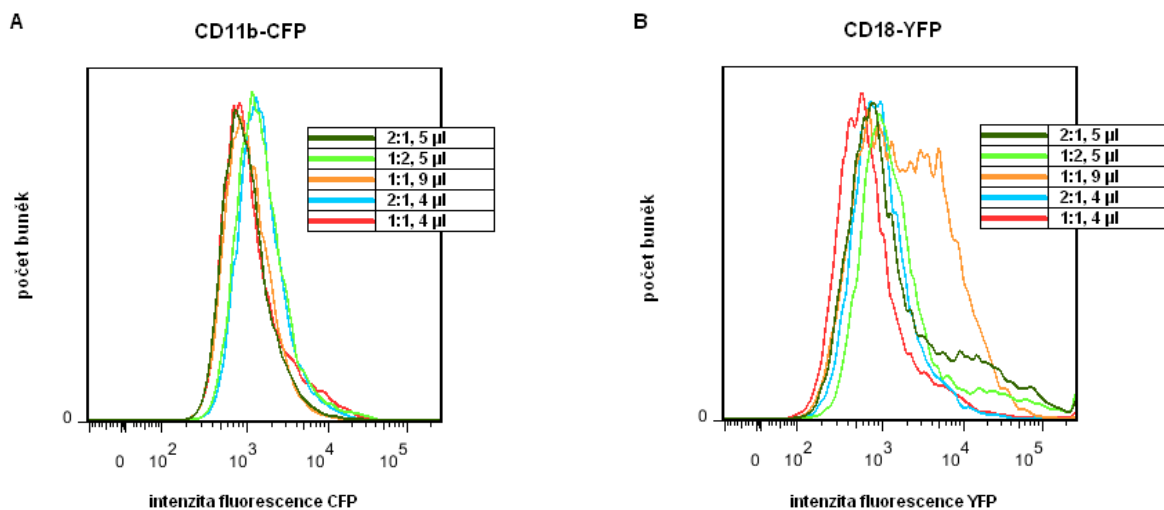 A
CD11b-CFP
2:1, 5 µl
1:2, 5 µl
1:1, 9 µl
2:1, 4 µl
1:1, 4 µl
počet buněk
0
0 10² 10³ 10⁴ 10⁵
intenzita fluorescence CFP
B
CD18-YFP
2:1, 5 µl
1:2, 5 µl
1:1, 9 µl
2:1, 4 µl
1:1, 4 µl
počet buněk
0
0 10² 10³ 10⁴ 10⁵
intenzita fluorescence YFP